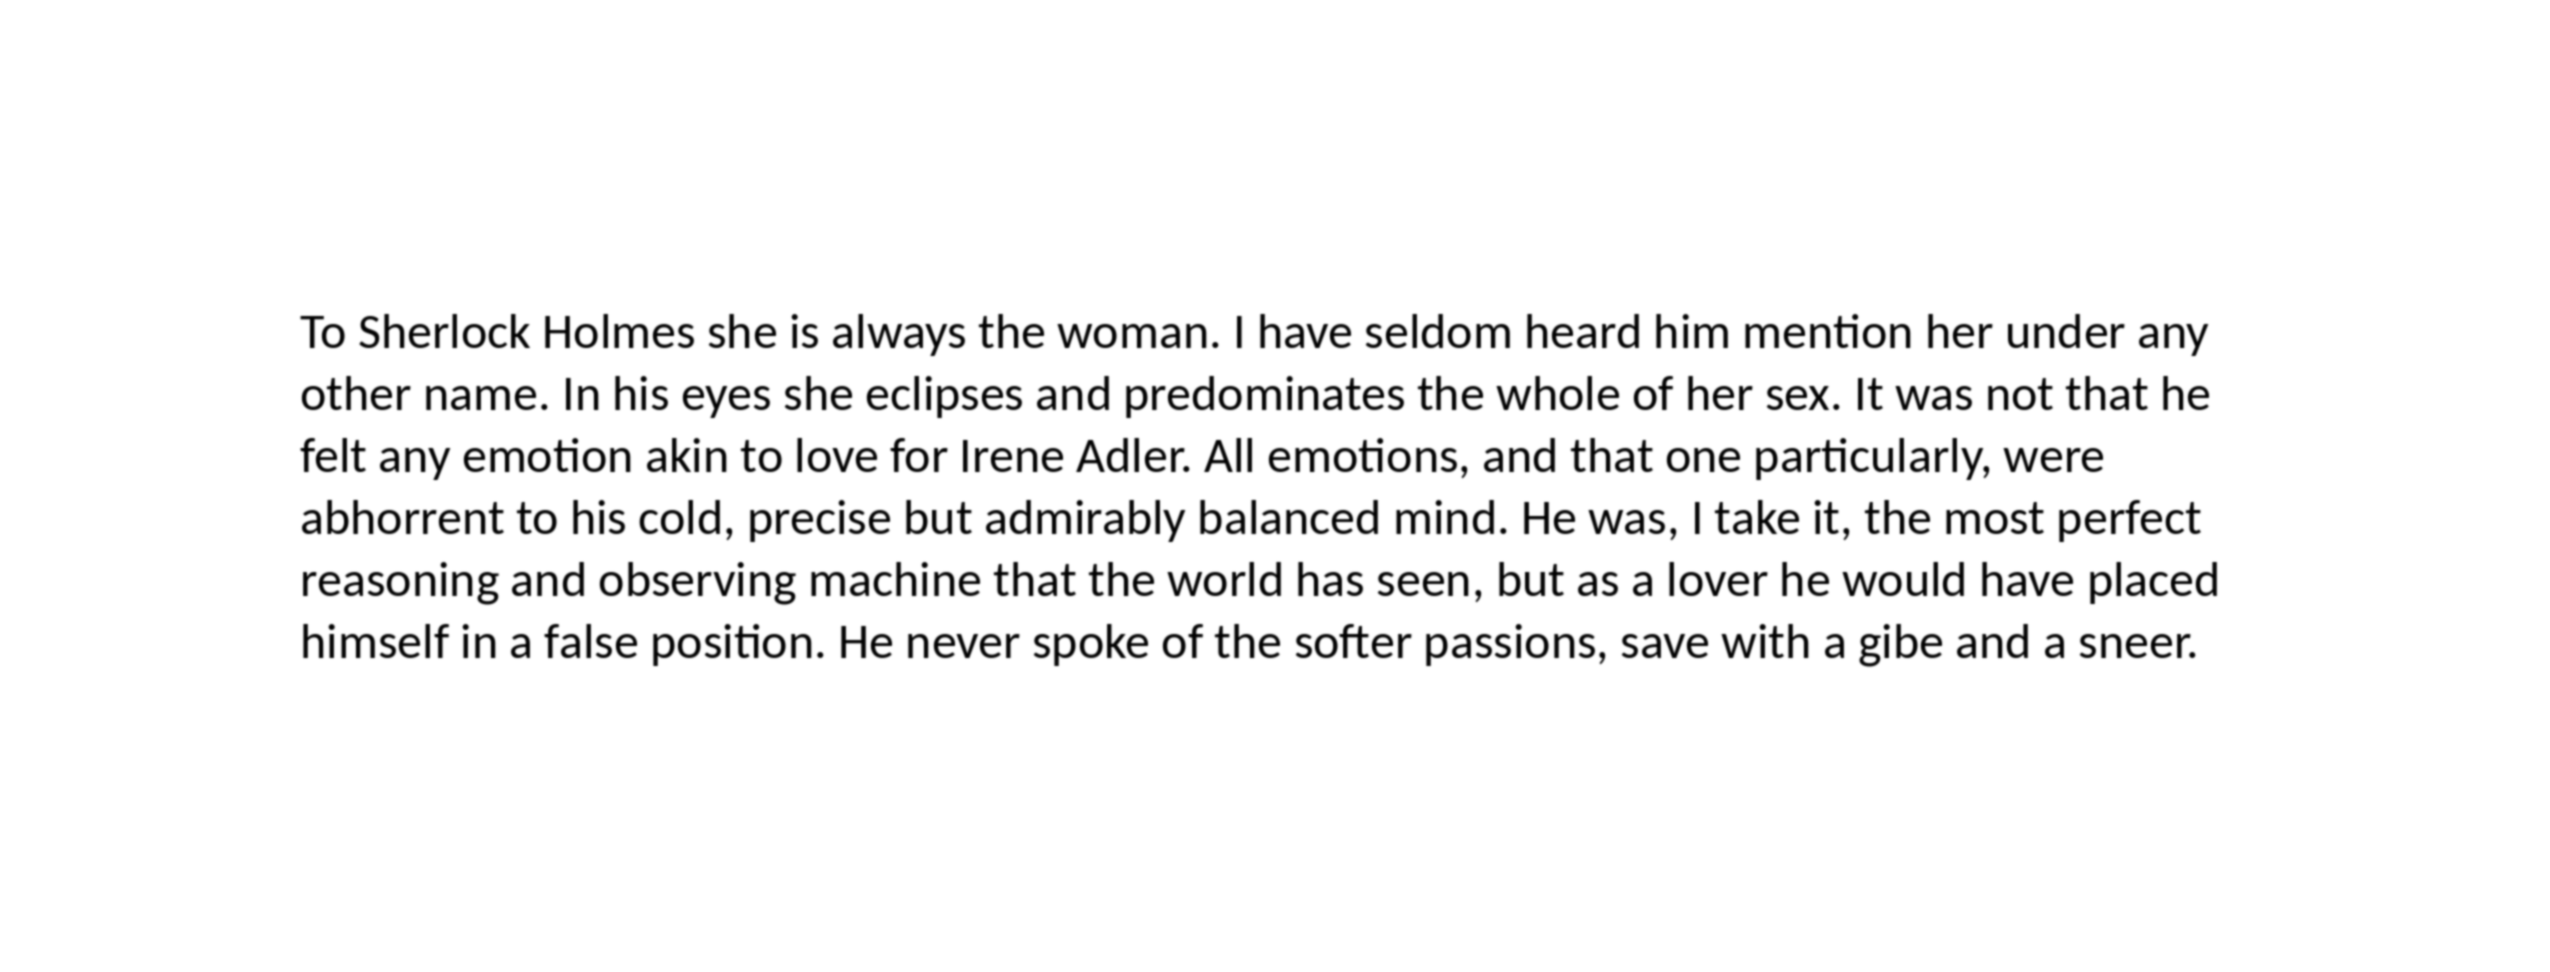 To Sherlock Holmes she is always the woman. I have seldom heard him mention her under any
other name. In his eyes she eclipses and predominates the whole of her sex. It was not that he
felt any emotion akin to love for Irene Adler. All emotions, and that one particularly, were
abhorrent to his cold, precise but admirably balanced mind. He was, I take it, the most perfect
reasoning and observing machine that the world has seen, but as a lover he would have placed
himself in a false position. He never spoke of the softer passions, save with a gibe and a sneer.